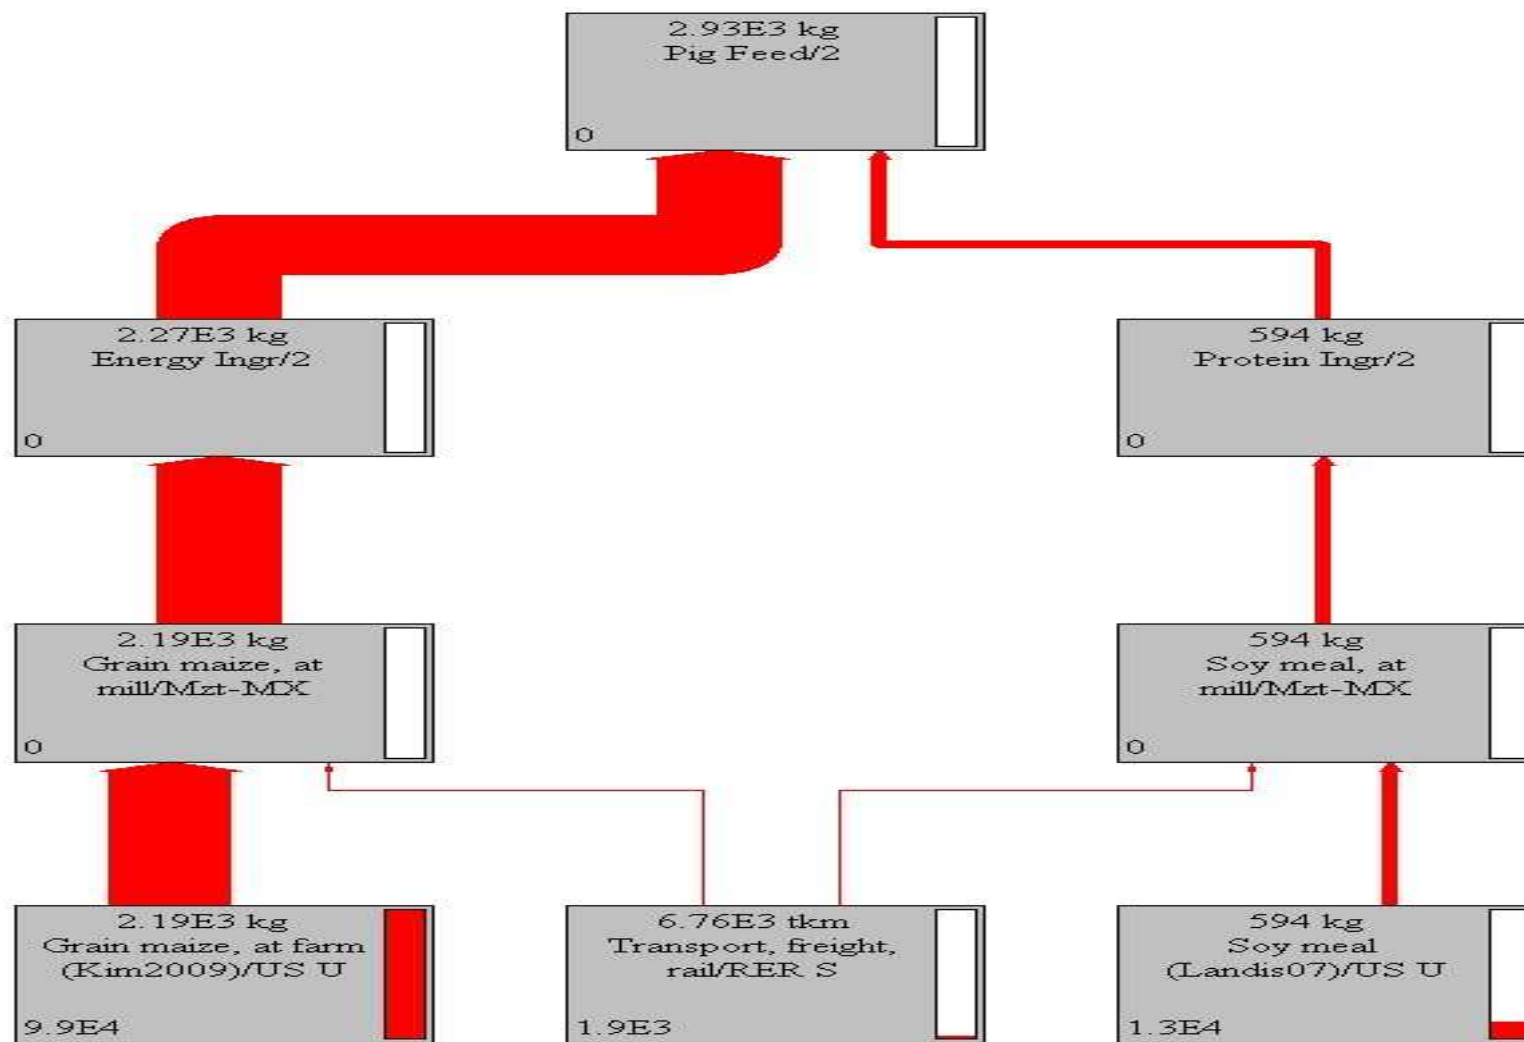 2.93E3 kg
Pig Feed/2
0
2.27E3 kg
Energy Ingr/2
0
594 kg
Protein Ingr/2
0
2.19E3 kg
Grain maize, at
mill/Mzt-MX
0
594 kg
Soy meal, at
mill/Mzt-MX
0
2.19E3 kg
Grain maize, at farm
(Kim2009)/US U
9.9E4
6.76E3 tkm
Transport, freight,
rail/RER S
1.9E3
594 kg
Soy meal
(Landis07)/US U
1.3E4